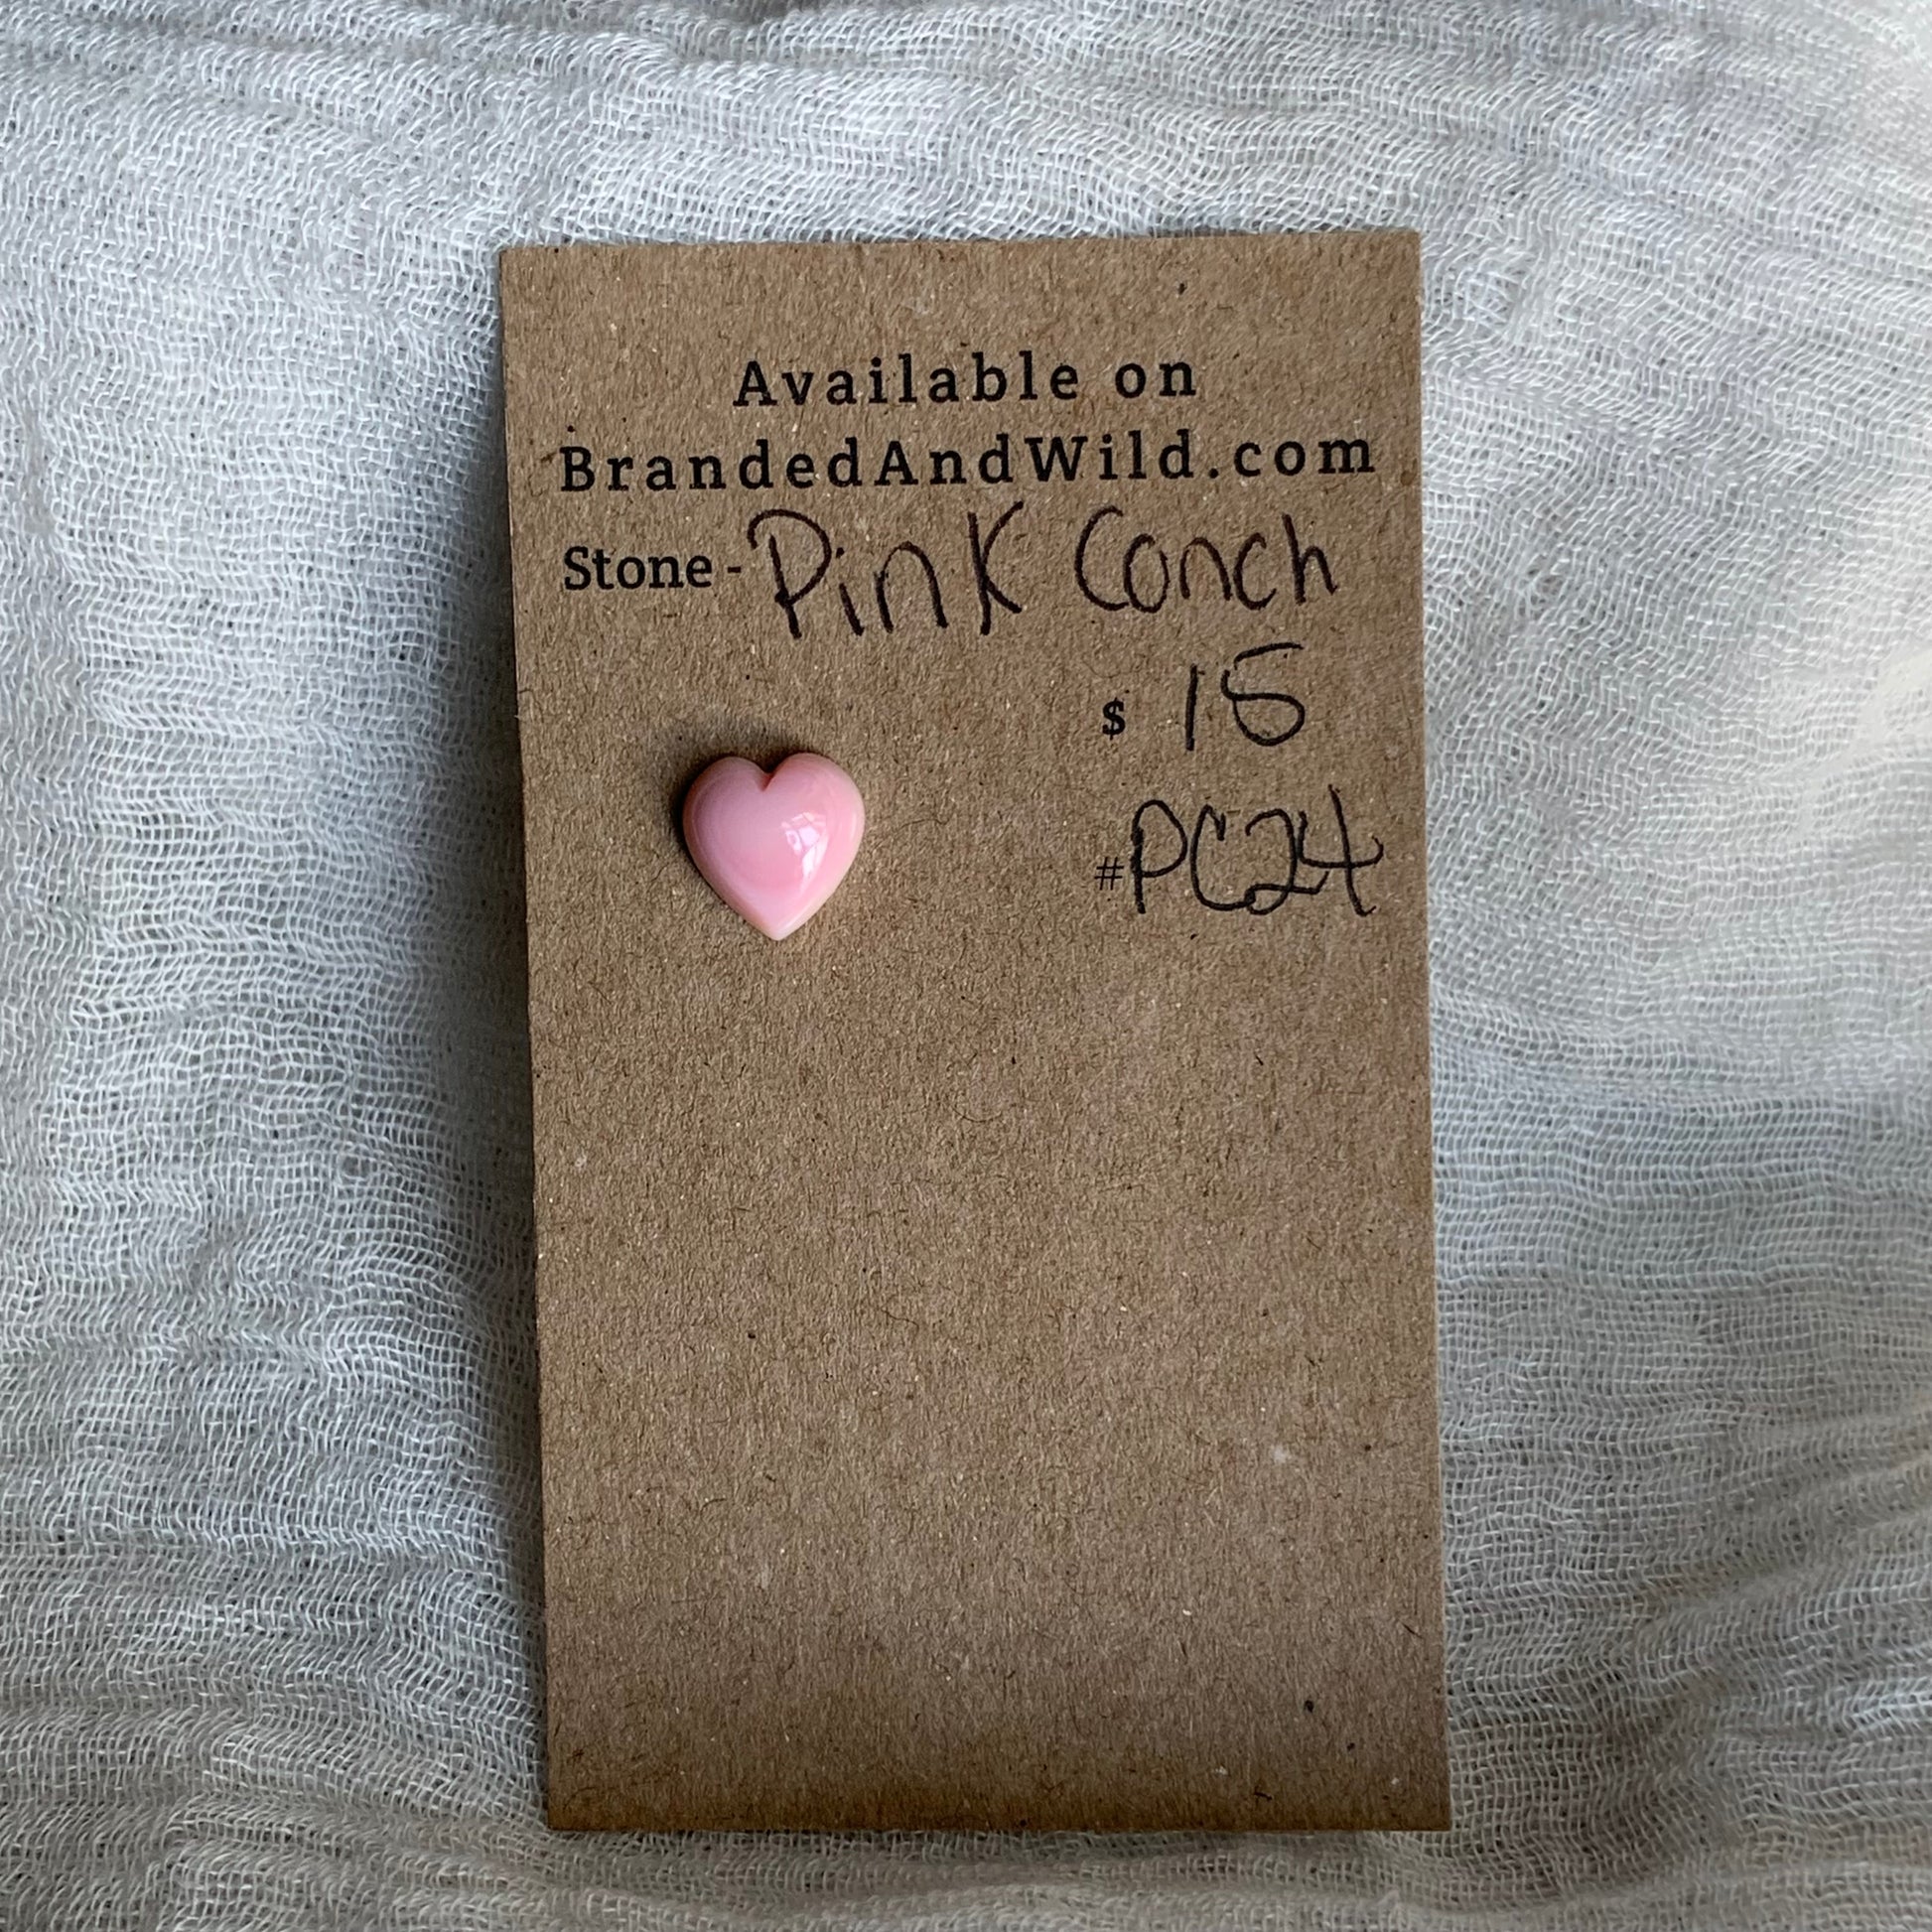 Available on
BrandedAndWild.com
Stone - Pink Conch
$ 15
#PC24